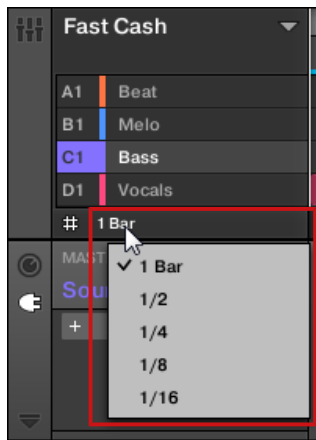 Fast Cash
A1 Beat
B1 Melo
C1 Bass
D1 Vocals
1 Bar
MAST
Sou
+
✓ 1 Bar
1/2
1/4
1/8
1/16